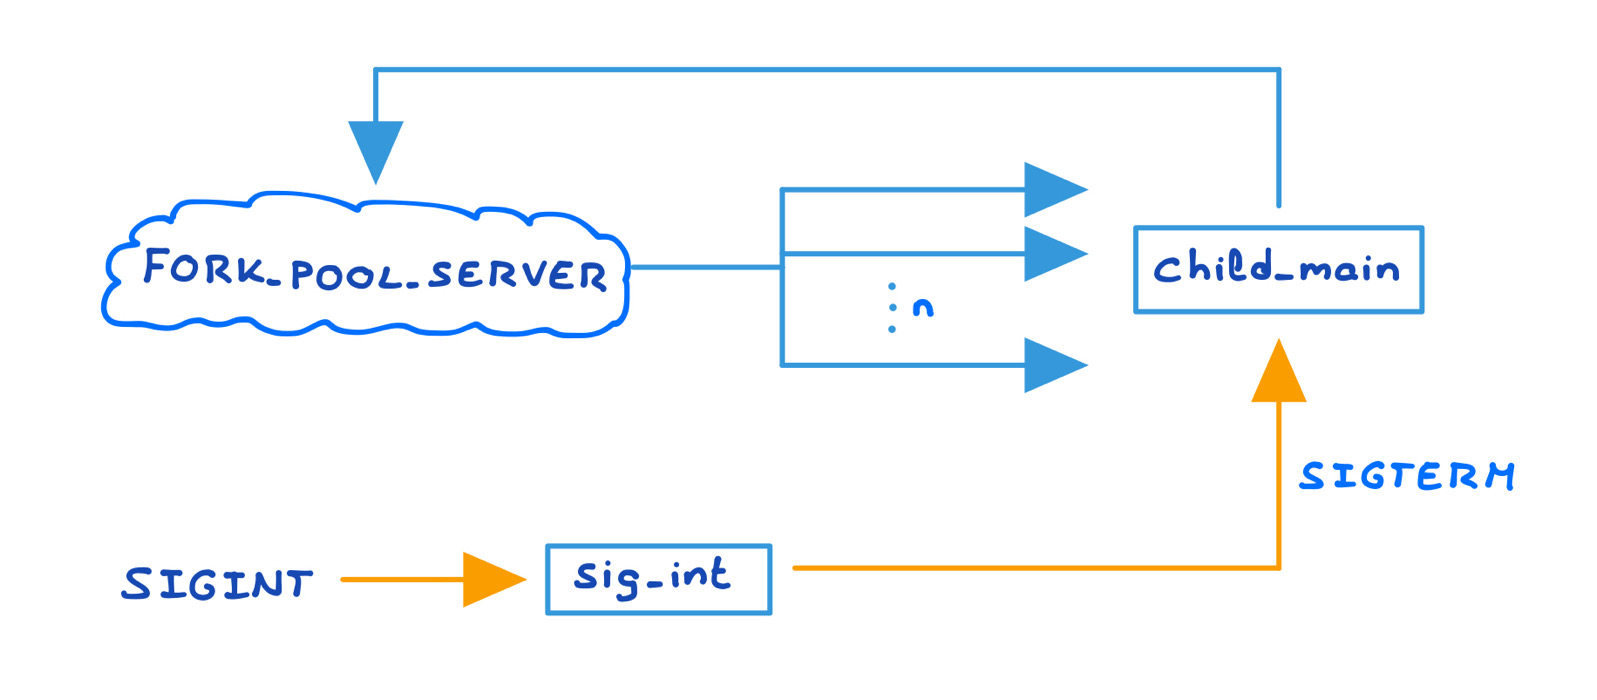 FORK_POOL_SERVER
child_main
n
SIGTERM
SIGINT
sig_int